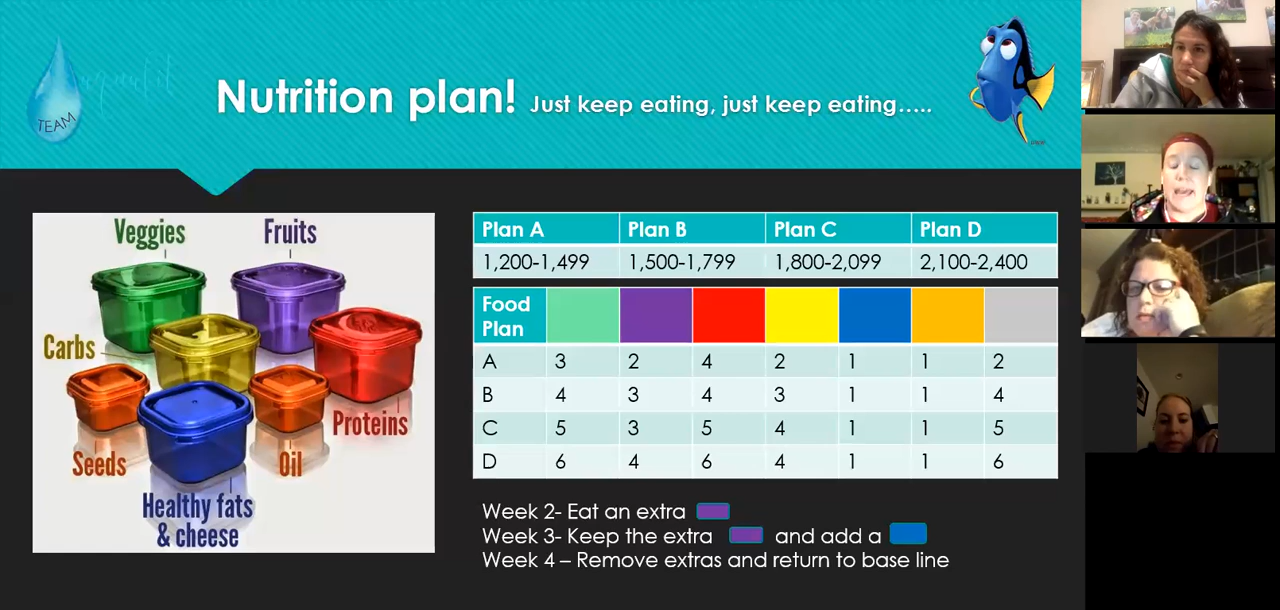 TEAM
Nutrition plan! Just keep eating, just keep eating.....
Veggies
Fruits
Carbs
Proteins
Seeds
Oil
Healthy fats
& cheese
Plan A Plan B Plan C Plan D
1,200-1,499 1,500-1,799 1,800-2,099 2,100-2,400
Food
Plan
A 3 2 4 2 1 1 2
B 4 3 4 3 1 1 4
C 5 3 5 4 1 1 5
D 6 4 6 4 1 1 6
Week 2- Eat an extra
Week 3- Keep the extra and add a
Week 4 – Remove extras and return to base line